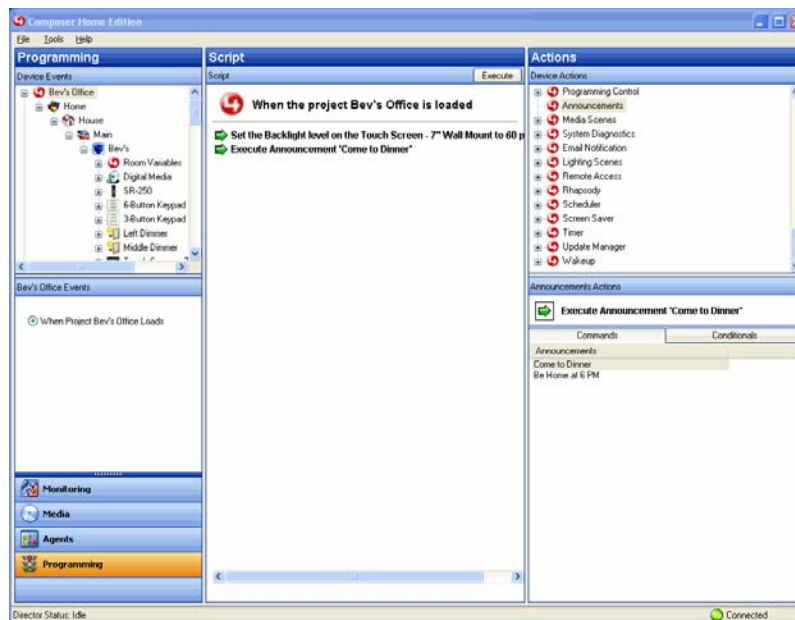 Composer Home Edition
File Tools Help
Programming
Device Events
Bev's Office
Home
House
Main
Bev's
Room Variables
Digital Media
SR-250
6-Button Keypad
3-Button Keypad
Left Dimmer
Middle Dimmer
Bev's Office Events
When Project Bev's Office Loads
Monitoring
Media
Agents
Programming
Script
Script Execute
When the project Bev's Office is loaded
Set the Backlight level on the Touch Screen - 7" Wall Mount to 60 p
Execute Announcement 'Come to Dinner'
Actions
Device Actions
Programming Control
Announcements
Media Scenes
System Diagnostics
Email Notification
Lighting Scenes
Remote Access
Rhapsody
Scheduler
Screen Saver
Timer
Update Manager
Wakeup
Announcements Actions
Execute Announcement 'Come to Dinner'
Commands Conditionals
Announcements
Come to Dinner
Be Home at 6 PM
Director Status: Idle Connected